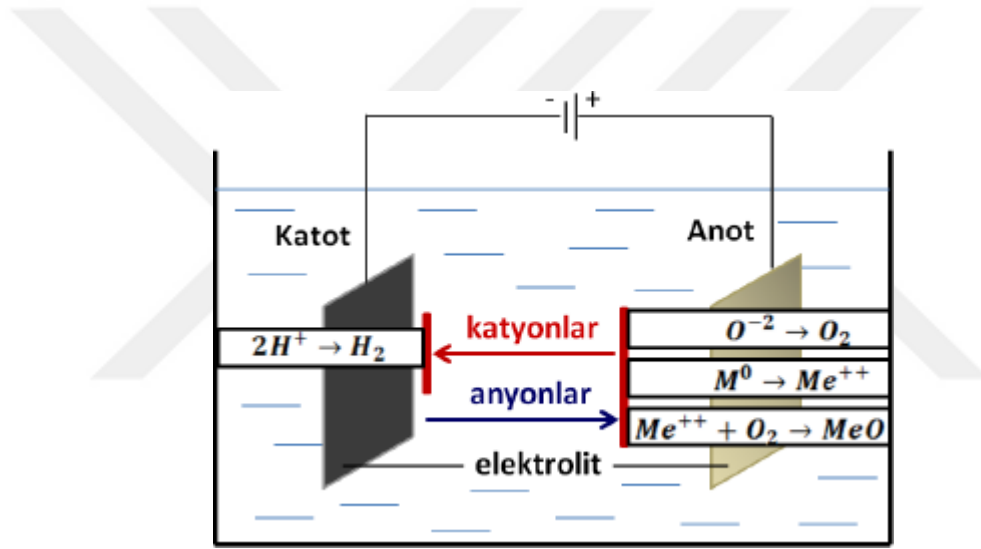 - +
Katot
Anot
katyonlar
2H⁺ → H₂
O⁻² → O₂
M⁰ → Me⁺⁺
anyonlar
Me⁺⁺ + O₂ → MeO
elektrolit